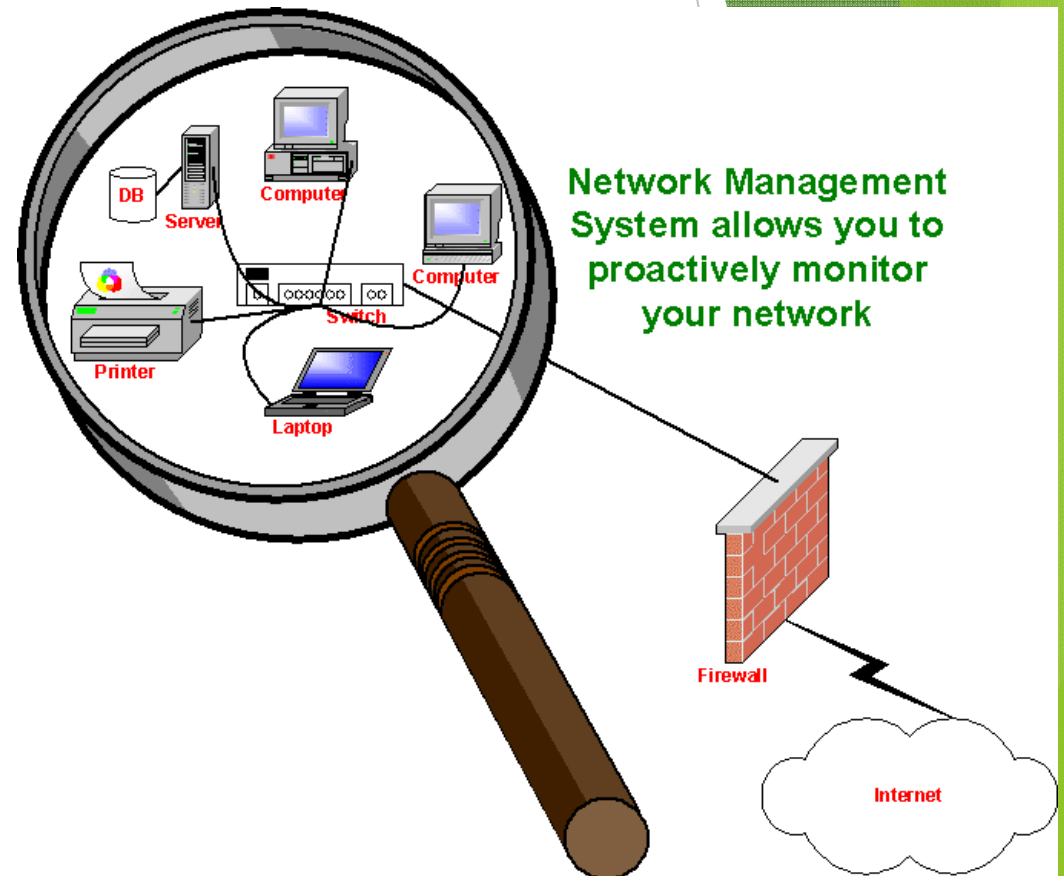 Network Management
System allows you to
proactively monitor
your network
DB
Server
Computer
Computer
Switch
Printer
Laptop
Firewall
Internet